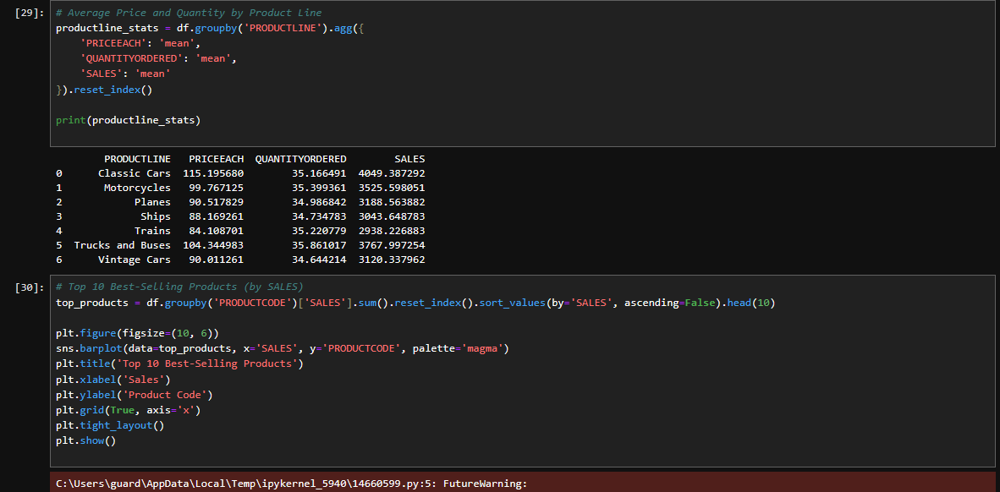 [29]: # Average Price and Quantity by Product Line
productline_stats = df.groupby('PRODUCTLINE').agg({
    'PRICEEACH': 'mean',
    'QUANTITYORDERED': 'mean',
    'SALES': 'mean'
}).reset_index()
print(productline_stats)
PRODUCTLINE PRICEEACH QUANTITYORDERED SALES
0 Classic Cars 115.195680 35.166491 4049.387292
1 Motorcycles 99.767125 35.399361 3525.598051
2 Planes 90.517829 34.986842 3188.563882
3 Ships 88.169261 34.734783 3043.648783
4 Trains 84.108701 35.220779 2938.226883
5 Trucks and Buses 104.344983 35.861017 3767.997254
6 Vintage Cars 90.011261 34.644214 3120.337962
[30]: # Top 10 Best-Selling Products (by SALES)
top_products = df.groupby('PRODUCTCODE')['SALES'].sum().reset_index().sort_values(by='SALES', ascending=False).head(10)
plt.figure(figsize=(10, 6))
sns.barplot(data=top_products, x='SALES', y='PRODUCTCODE', palette='magma')
plt.title('Top 10 Best-Selling Products')
plt.xlabel('Sales')
plt.ylabel('Product Code')
plt.grid(True, axis='x')
plt.tight_layout()
plt.show()
C:\Users\guard\AppData\Local\Temp\ipykernel_5940\14660599.py:5: FutureWarning: